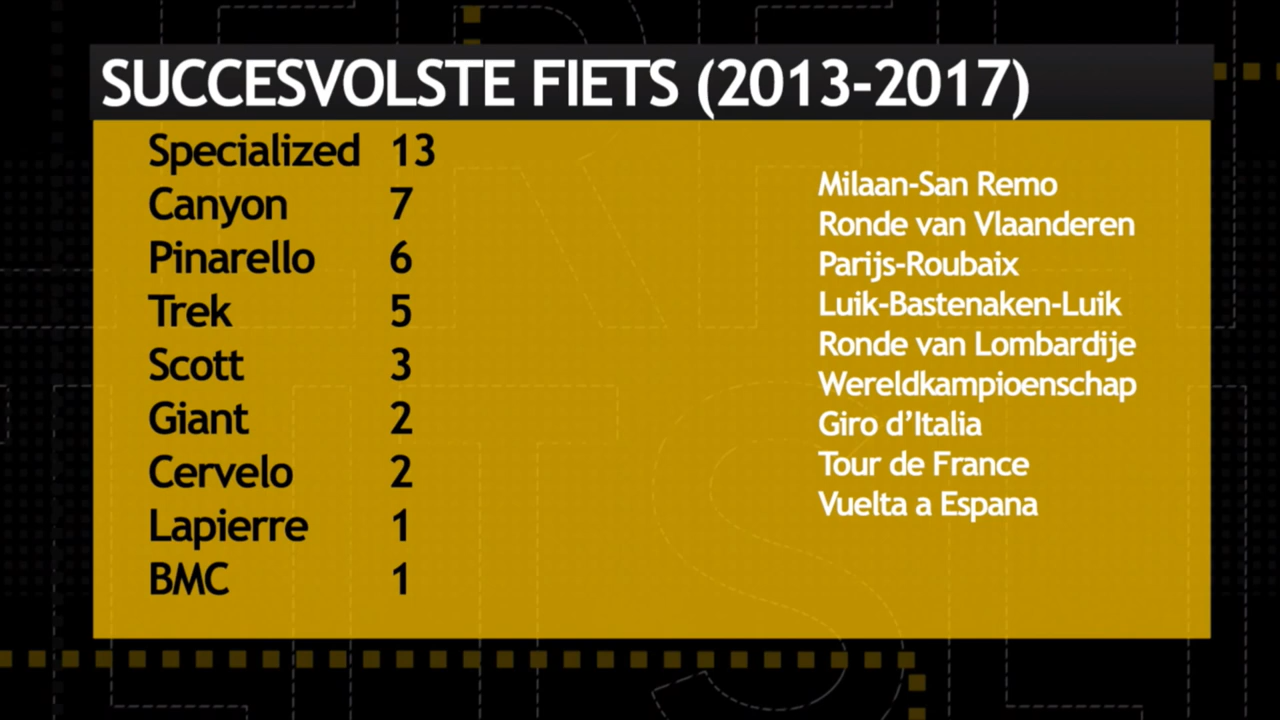 SUCCESVOLSTE FIETS (2013-2017)
Specialized 13
Canyon 7
Pinarello 6
Trek 5
Scott 3
Giant 2
Cervelo 2
Lapierre 1
BMC 1
Milaan-San Remo
Ronde van Vlaanderen
Parijs-Roubaix
Luik-Bastenaken-Luik
Ronde van Lombardije
Wereldkampioenschap
Giro d’Italia
Tour de France
Vuelta a Espana